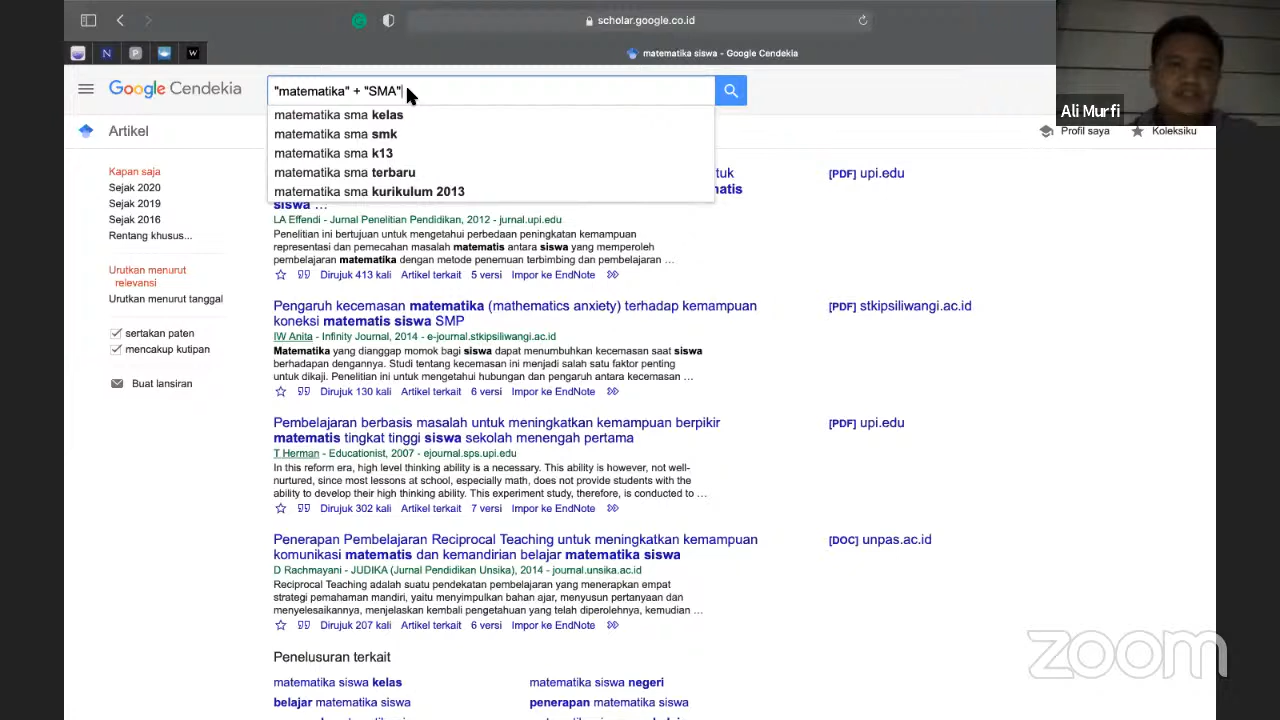 scholar.google.co.id
N
P
W
matematika siswa - Google Cendekia
Google Cendekia
"matematika" + "SMA"
Ali Murfi
Artikel
matematika sma kelas
matematika sma smk
matematika sma k13
matematika sma terbaru
matematika sma kurikulum 2013
Profil saya
Koleksiku
Kapan saja
Sejak 2020
Sejak 2019
Sejak 2016
Rentang khusus...
Urutkan menurut
relevansi
Urutkan menurut tanggal
sertakan paten
mencakup kutipan
Buat lansiran
tuk
matis
siswa …
[PDF] upi.edu
LA Effendi - Jurnal Penelitian Pendidikan, 2012 - jurnal.upi.edu
Penelitian ini bertujuan untuk mengetahui perbedaan peningkatan kemampuan
representasi dan pemecahan masalah matematis antara siswa yang memperoleh
pembelajaran matematika dengan metode penemuan terbimbing dan pembelajaran …
Dirujuk 413 kali Artikel terkait 5 versi Impor ke EndNote
Pengaruh kecemasan matematika (mathematics anxiety) terhadap kemampuan
koneksi matematis siswa SMP
[PDF] stkipsiliwangi.ac.id
IW Anita - Infinity Journal, 2014 - e-journal.stkipsiliwangi.ac.id
Matematika yang dianggap momok bagi siswa dapat menumbuhkan kecemasan saat siswa
berhadapan dengannya. Studi tentang kecemasan ini menjadi salah satu faktor penting
untuk dikaji. Penelitian ini untuk mengetahui hubungan dan pengaruh antara kecemasan …
Dirujuk 130 kali Artikel terkait 6 versi Impor ke EndNote
Pembelajaran berbasis masalah untuk meningkatkan kemampuan berpikir
matematis tingkat tinggi siswa sekolah menengah pertama
[PDF] upi.edu
T Herman - Educationist, 2007 - ejournal.sps.upi.edu
In this reform era, high level thinking ability is a necessary. This ability is however, not well-
nurtured, since most lessons at school, especially math, does not provide students with the
ability to develop their high thinking ability. This experiment study, therefore, is conducted to …
Dirujuk 302 kali Artikel terkait 7 versi Impor ke EndNote
Penerapan Pembelajaran Reciprocal Teaching untuk meningkatkan kemampuan
komunikasi matematis dan kemandirian belajar matematika siswa
[DOC] unpas.ac.id
D Rachmayani - JUDIKA (Jurnal Pendidikan Unsika), 2014 - journal.unsika.ac.id
Reciprocal Teaching adalah suatu pendekatan pembelajaran yang menerapkan empat
strategi pemahaman mandiri, yaitu menyimpulkan bahan ajar, menyusun pertanyaan dan
menyelesaikannya, menjelaskan kembali pengetahuan yang telah diperolehnya, kemudian …
Dirujuk 207 kali Artikel terkait 6 versi Impor ke EndNote
Penelusuran terkait
matematika siswa kelas
matematika siswa negeri
belajar matematika siswa
penerapan matematika siswa
zoom